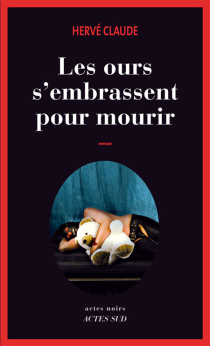 HERVÉ CLAUDE
Les ours
s'embrassent
pour mourir
roman
actes noirs
ACTES SUD